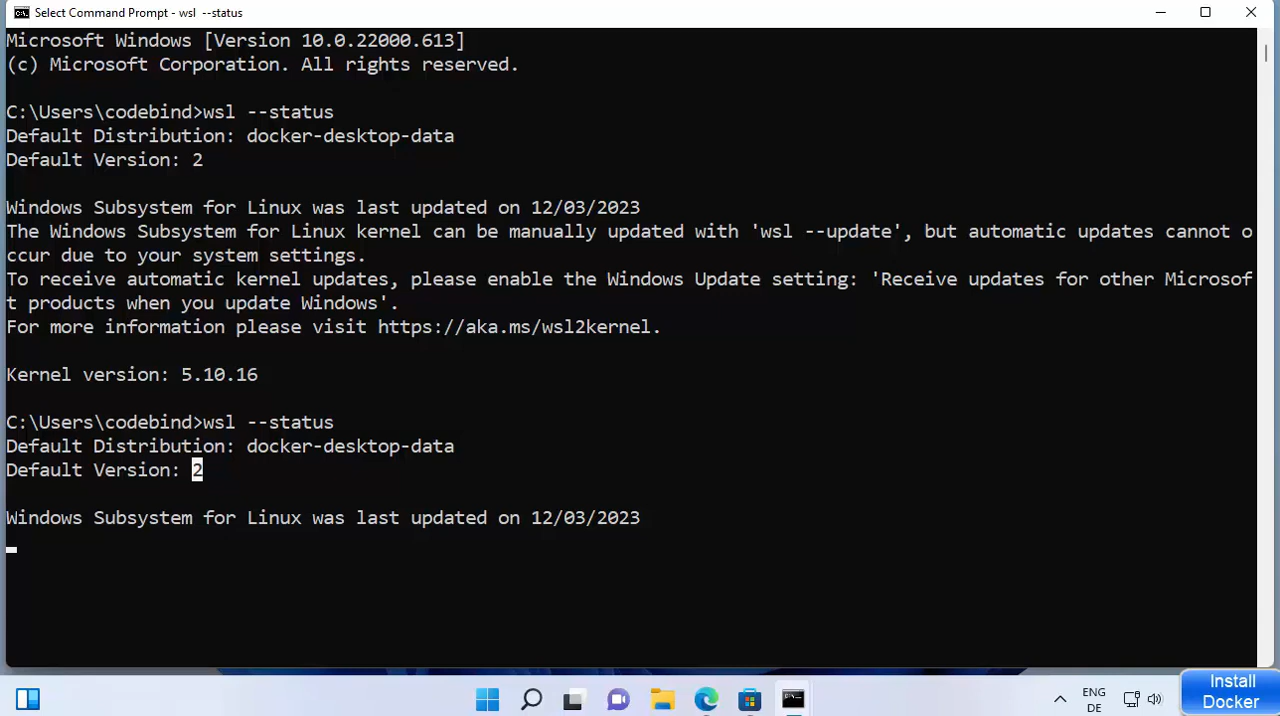 Select Command Prompt - wsl  --status
Microsoft Windows [Version 10.0.22000.613]
(c) Microsoft Corporation. All rights reserved.
C:\Users\codebind>wsl --status
Default Distribution: docker-desktop-data
Default Version: 2
Windows Subsystem for Linux was last updated on 12/03/2023
The Windows Subsystem for Linux kernel can be manually updated with 'wsl --update', but automatic updates cannot o
ccur due to your system settings.
To receive automatic kernel updates, please enable the Windows Update setting: 'Receive updates for other Microsof
t products when you update Windows'.
For more information please visit https://aka.ms/wsl2kernel.
Kernel version: 5.10.16
C:\Users\codebind>wsl --status
Default Distribution: docker-desktop-data
Default Version: 2
Windows Subsystem for Linux was last updated on 12/03/2023
ENG
DE
Install
Docker